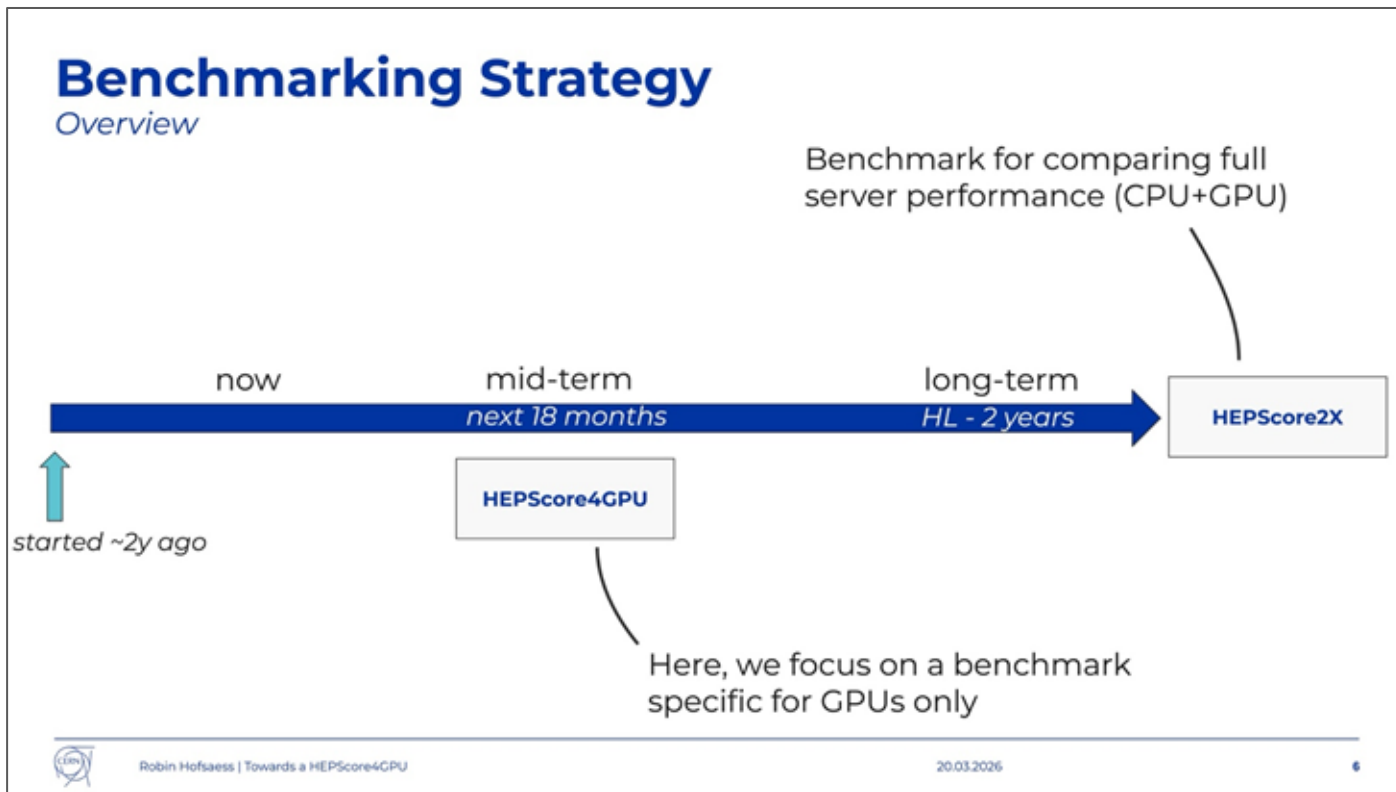 Benchmarking Strategy
Overview
Benchmark for comparing full
server performance (CPU+GPU)
now
mid-term
long-term
next 18 months
HL - 2 years
HEPScore2X
HEPScore4GPU
started ~2y ago
Here, we focus on a benchmark
specific for GPUs only
CERN
Robin Hofsaess | Towards a HEPScore4GPU
20.03.2026
6